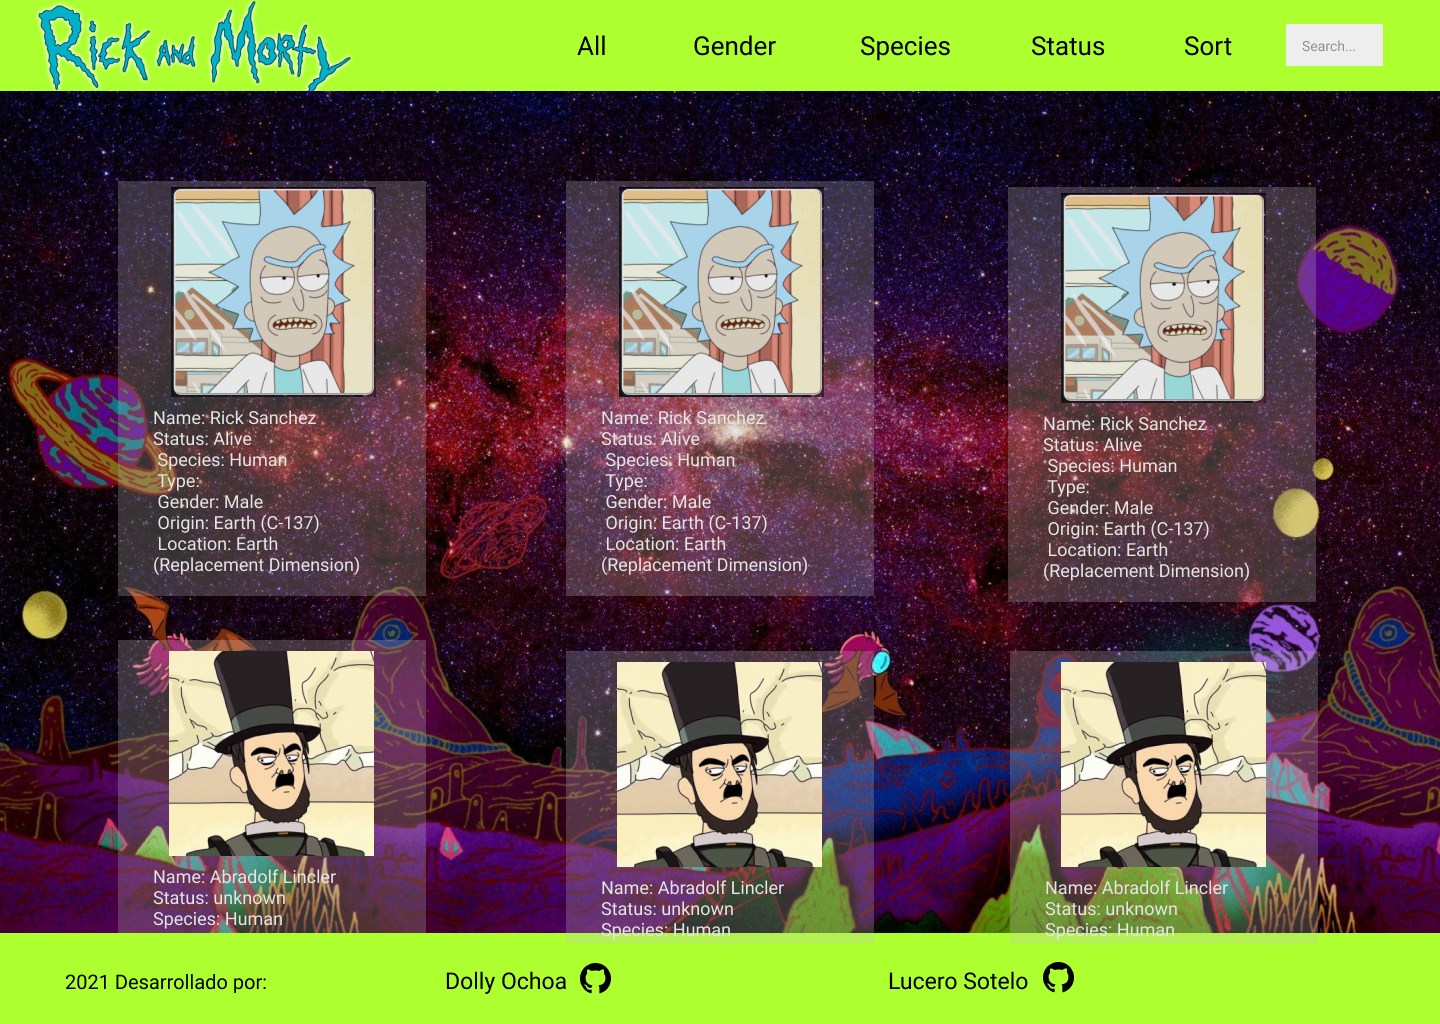 Rick and Morty
All Gender Species Status Sort Search...
Name: Rick Sanchez
Status: Alive
Species: Human
Type:
Gender: Male
Origin: Earth (C-137)
Location: Earth
(Replacement Dimension)
Name: Rick Sanchez
Status: Alive
Species: Human
Type:
Gender: Male
Origin: Earth (C-137)
Location: Earth
(Replacement Dimension)
Name: Rick Sanchez
Status: Alive
Species: Human
Type:
Gender: Male
Origin: Earth (C-137)
Location: Earth
(Replacement Dimension)
Name: Abradolf Lincler
Status: unknown
Species: Human
Name: Abradolf Lincler
Status: unknown
Species: Human
Name: Abradolf Lincler
Status: unknown
Species: Human
2021 Desarrollado por: Dolly Ochoa Lucero Sotelo